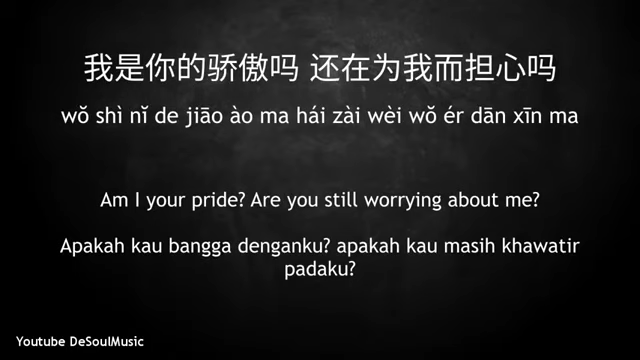 我是你的骄傲吗 还在为我而担心吗
wǒ shì nǐ de jiāo ào ma hái zài wèi wǒ ér dān xīn ma
Am I your pride? Are you still worrying about me?
Apakah kau bangga denganku? apakah kau masih khawatir
padaku?
Youtube DeSoulMusic